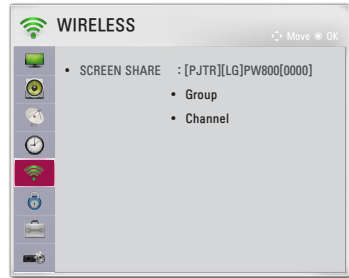 WIRELESS
Move ⊙ OK
• SCREEN SHARE : [PJTR][LG]PW800[0000]
• Group
• Channel